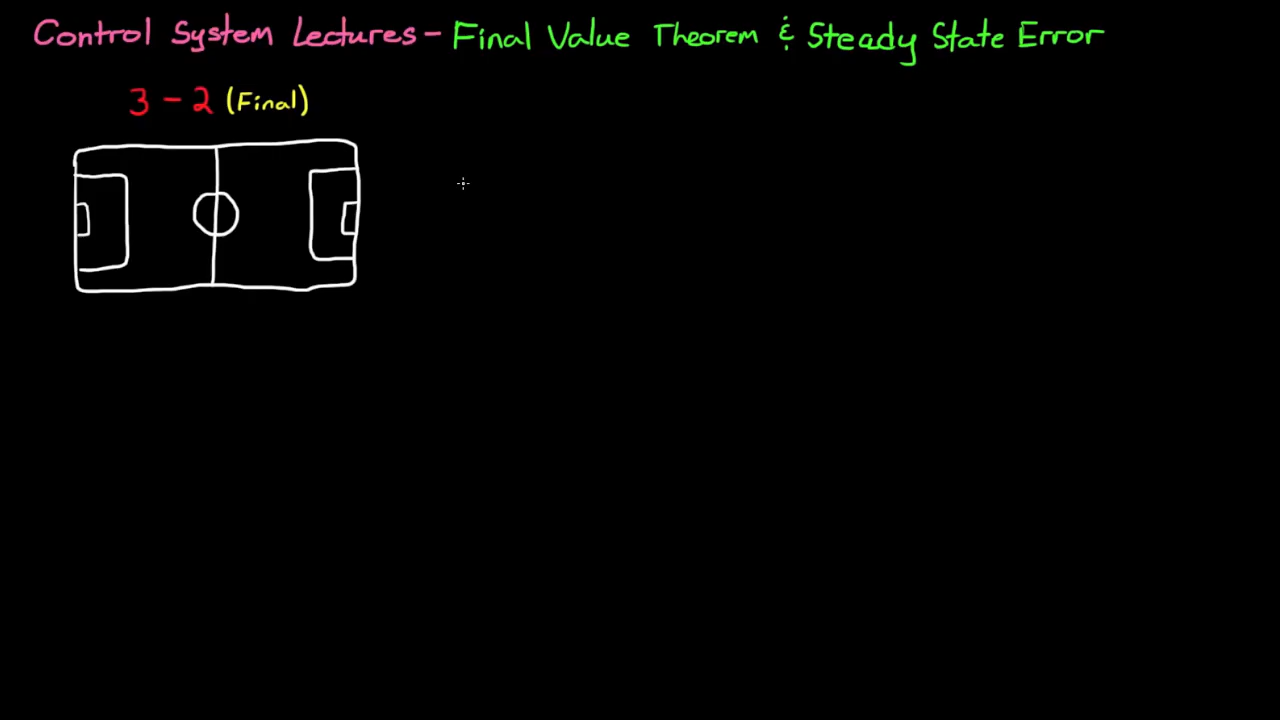 Control System Lectures - Final Value Theorem & Steady State Error
3 - 2 (Final)